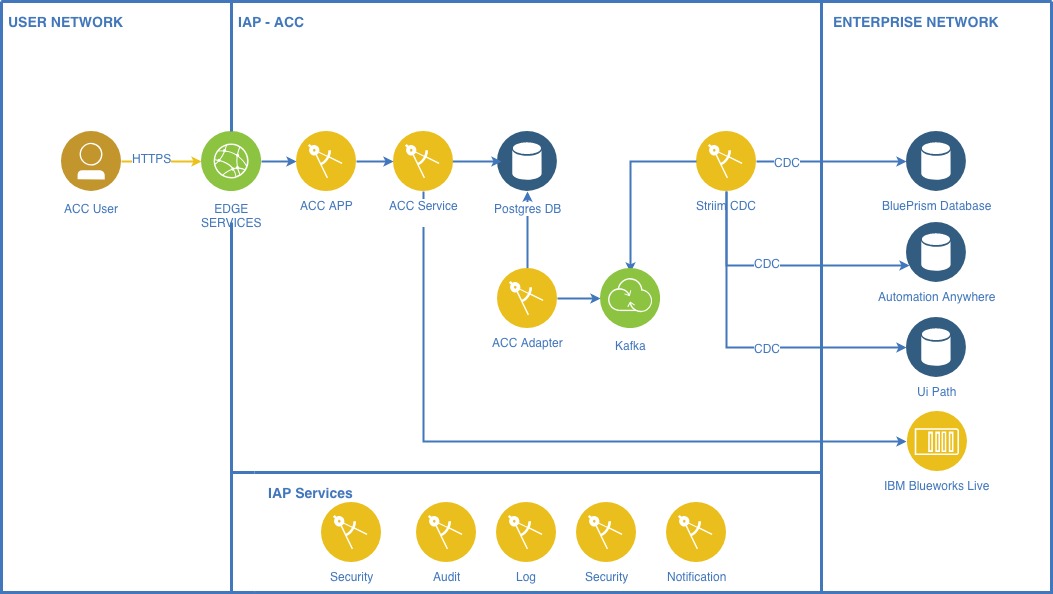 USER NETWORK
IAP - ACC
ENTERPRISE NETWORK
HTTPS
CDC
ACC User
EDGE
SERVICES
ACC APP
ACC Service
Postgres DB
Striim CDC
BluePrism Database
CDC
Automation Anywhere
ACC Adapter
Kafka
CDC
Ui Path
IBM Blueworks Live
IAP Services
Security
Audit
Log
Security
Notification